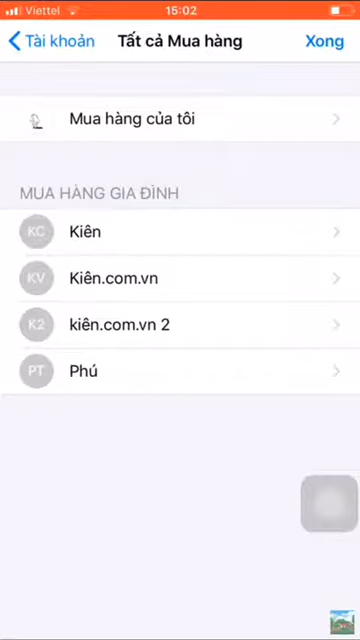 Viettel 15:02
Tài khoản Tất cả Mua hàng Xong
Mua hàng của tôi
MUA HÀNG GIA ĐÌNH
KC Kiên
KV Kiên.com.vn
K2 kiên.com.vn 2
PT Phú